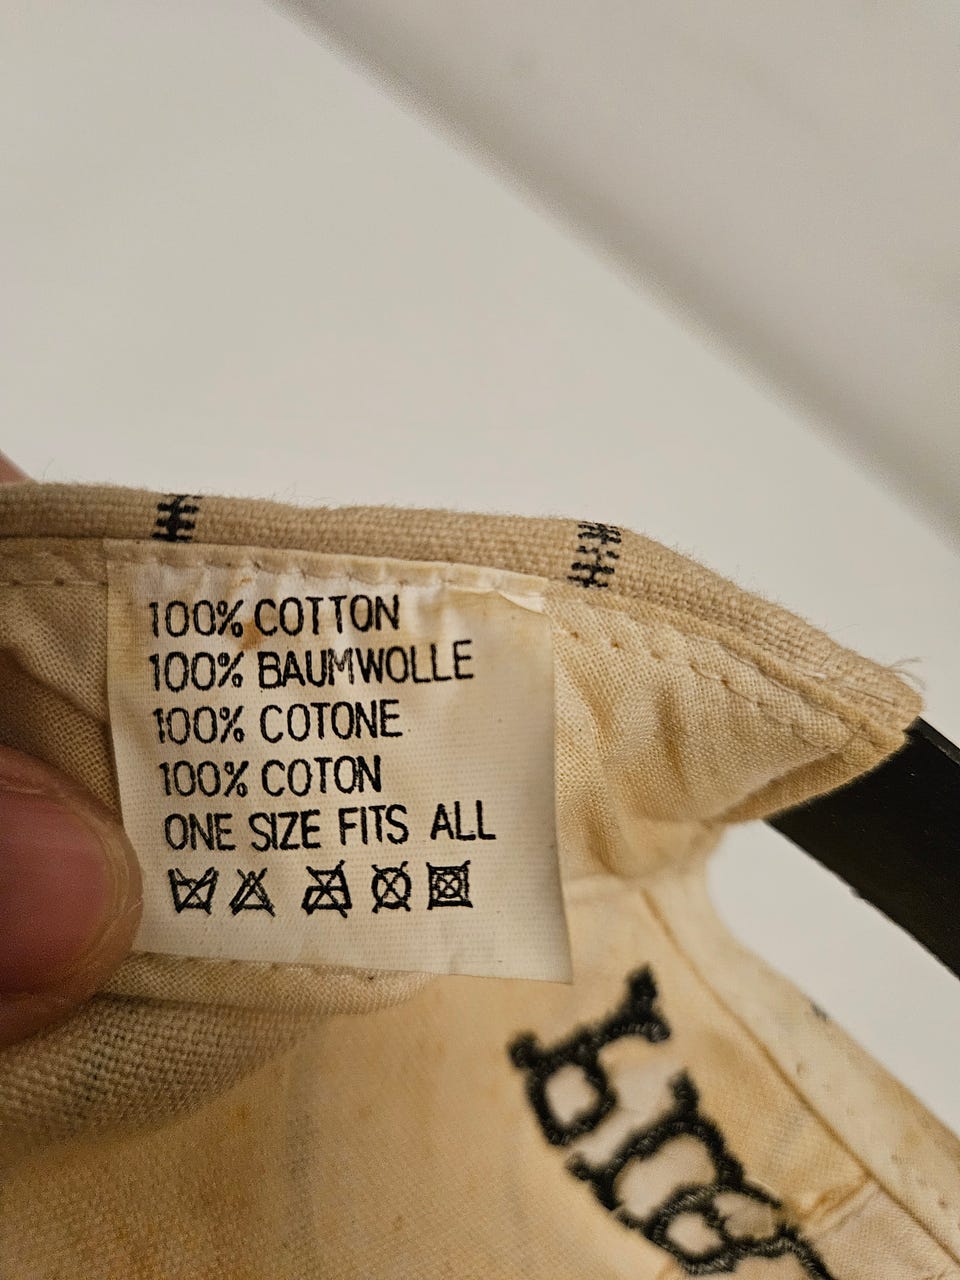 100% COTTON
100% BAUMWOLLE
100% COTONE
100% COTON
ONE SIZE FITS ALL